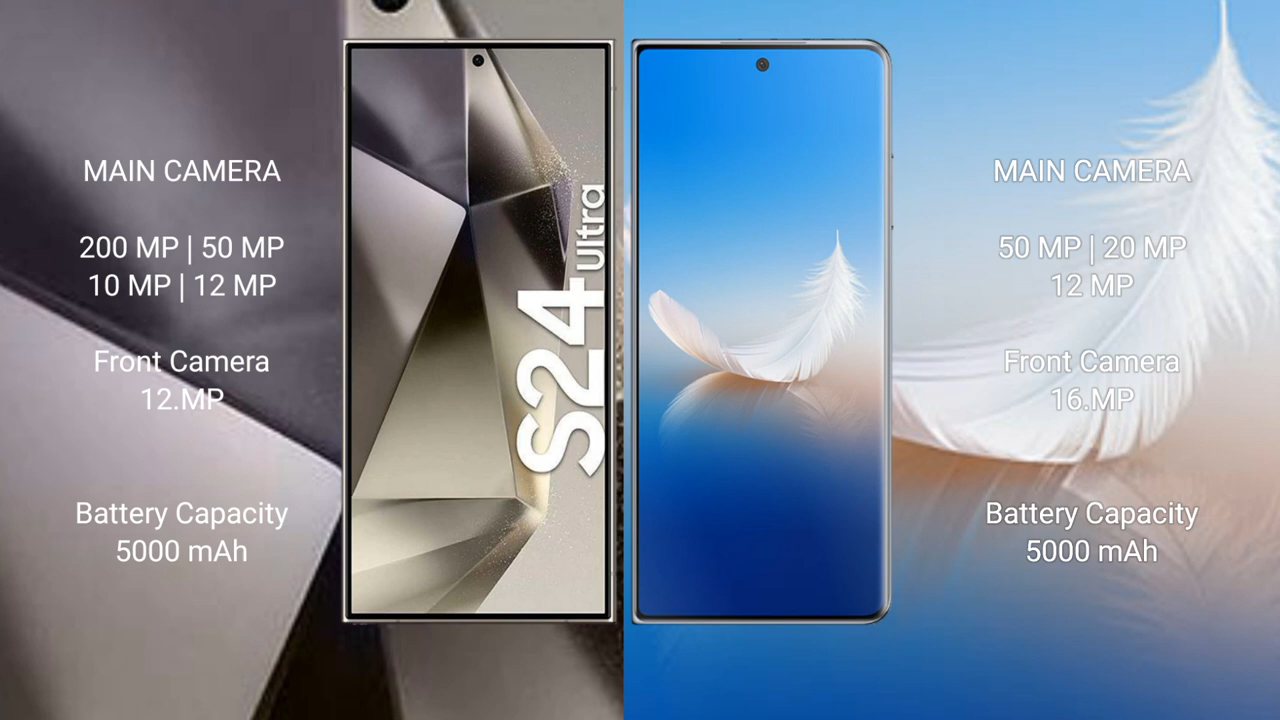 MAIN CAMERA
200 MP | 50 MP
10 MP | 12 MP
Front Camera
12.MP
Battery Capacity
5000 mAh
S24 Ultra
MAIN CAMERA
50 MP | 20 MP
12 MP
Front Camera
16.MP
Battery Capacity
5000 mAh